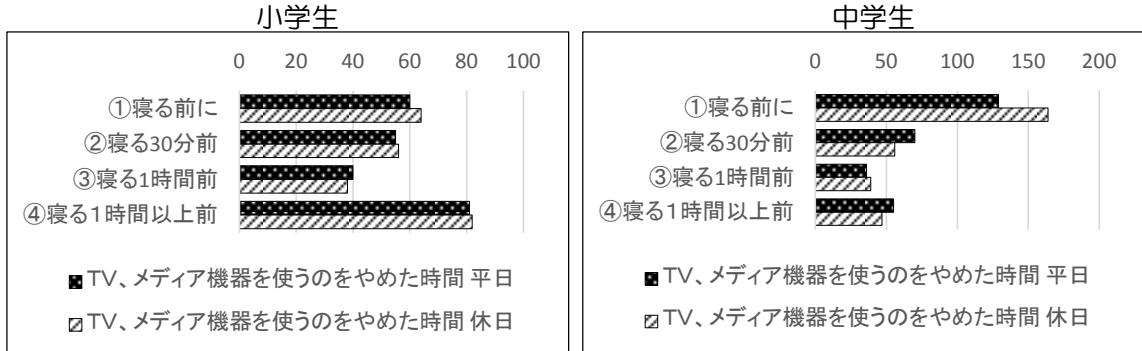 小学生
0 20 40 60 80 100
①寝る前に
②寝る30分前
③寝る1時間前
④寝る１時間以上前
TV、メディア機器を使うのをやめた時間 平日
TV、メディア機器を使うのをやめた時間 休日
中学生
0 50 100 150 200
①寝る前に
②寝る30分前
③寝る1時間前
④寝る１時間以上前
TV、メディア機器を使うのをやめた時間 平日
TV、メディア機器を使うのをやめた時間 休日